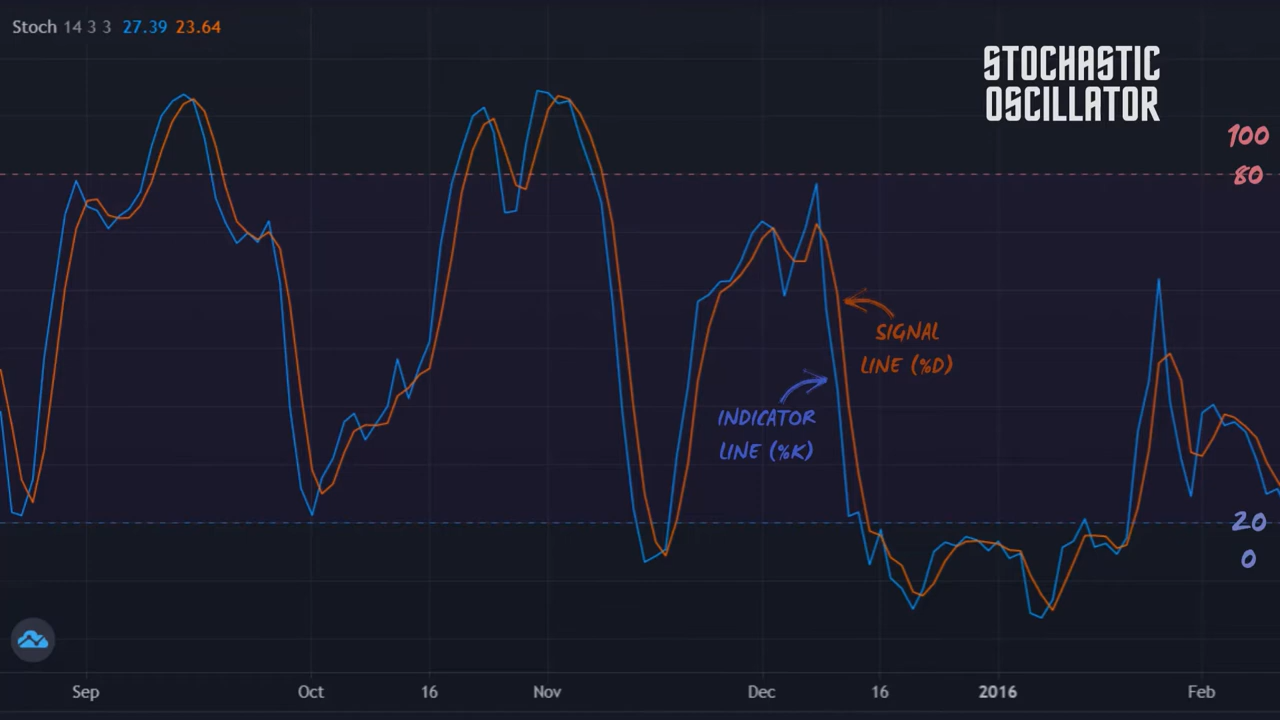 Stoch 14 3 3 27.39 23.64
STOCHASTIC
OSCILLATOR
100
80
SIGNAL
LINE (%D)
INDICATOR
LINE (%K)
20
0
Sep Oct 16 Nov Dec 16 2016 Feb